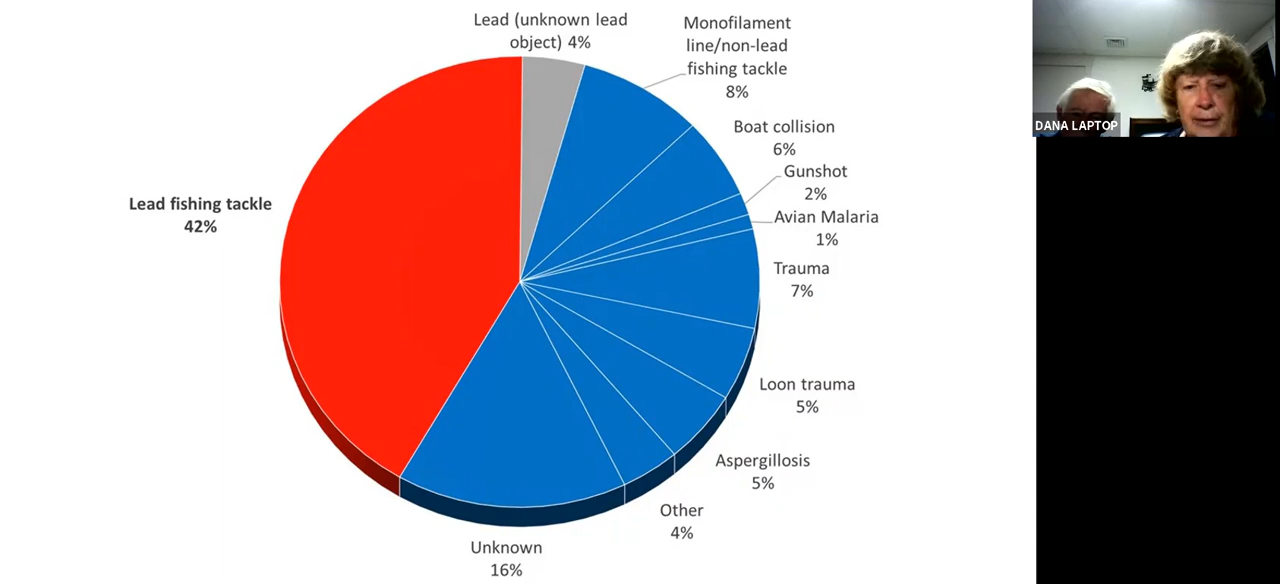 Lead (unknown lead
object) 4%
Monofilament
line/non-lead
fishing tackle
8%
Boat collision
6%
Gunshot
2%
Avian Malaria
1%
Trauma
7%
Loon trauma
5%
Aspergillosis
5%
Other
4%
Unknown
16%
Lead fishing tackle
42%
DANA LAPTOP